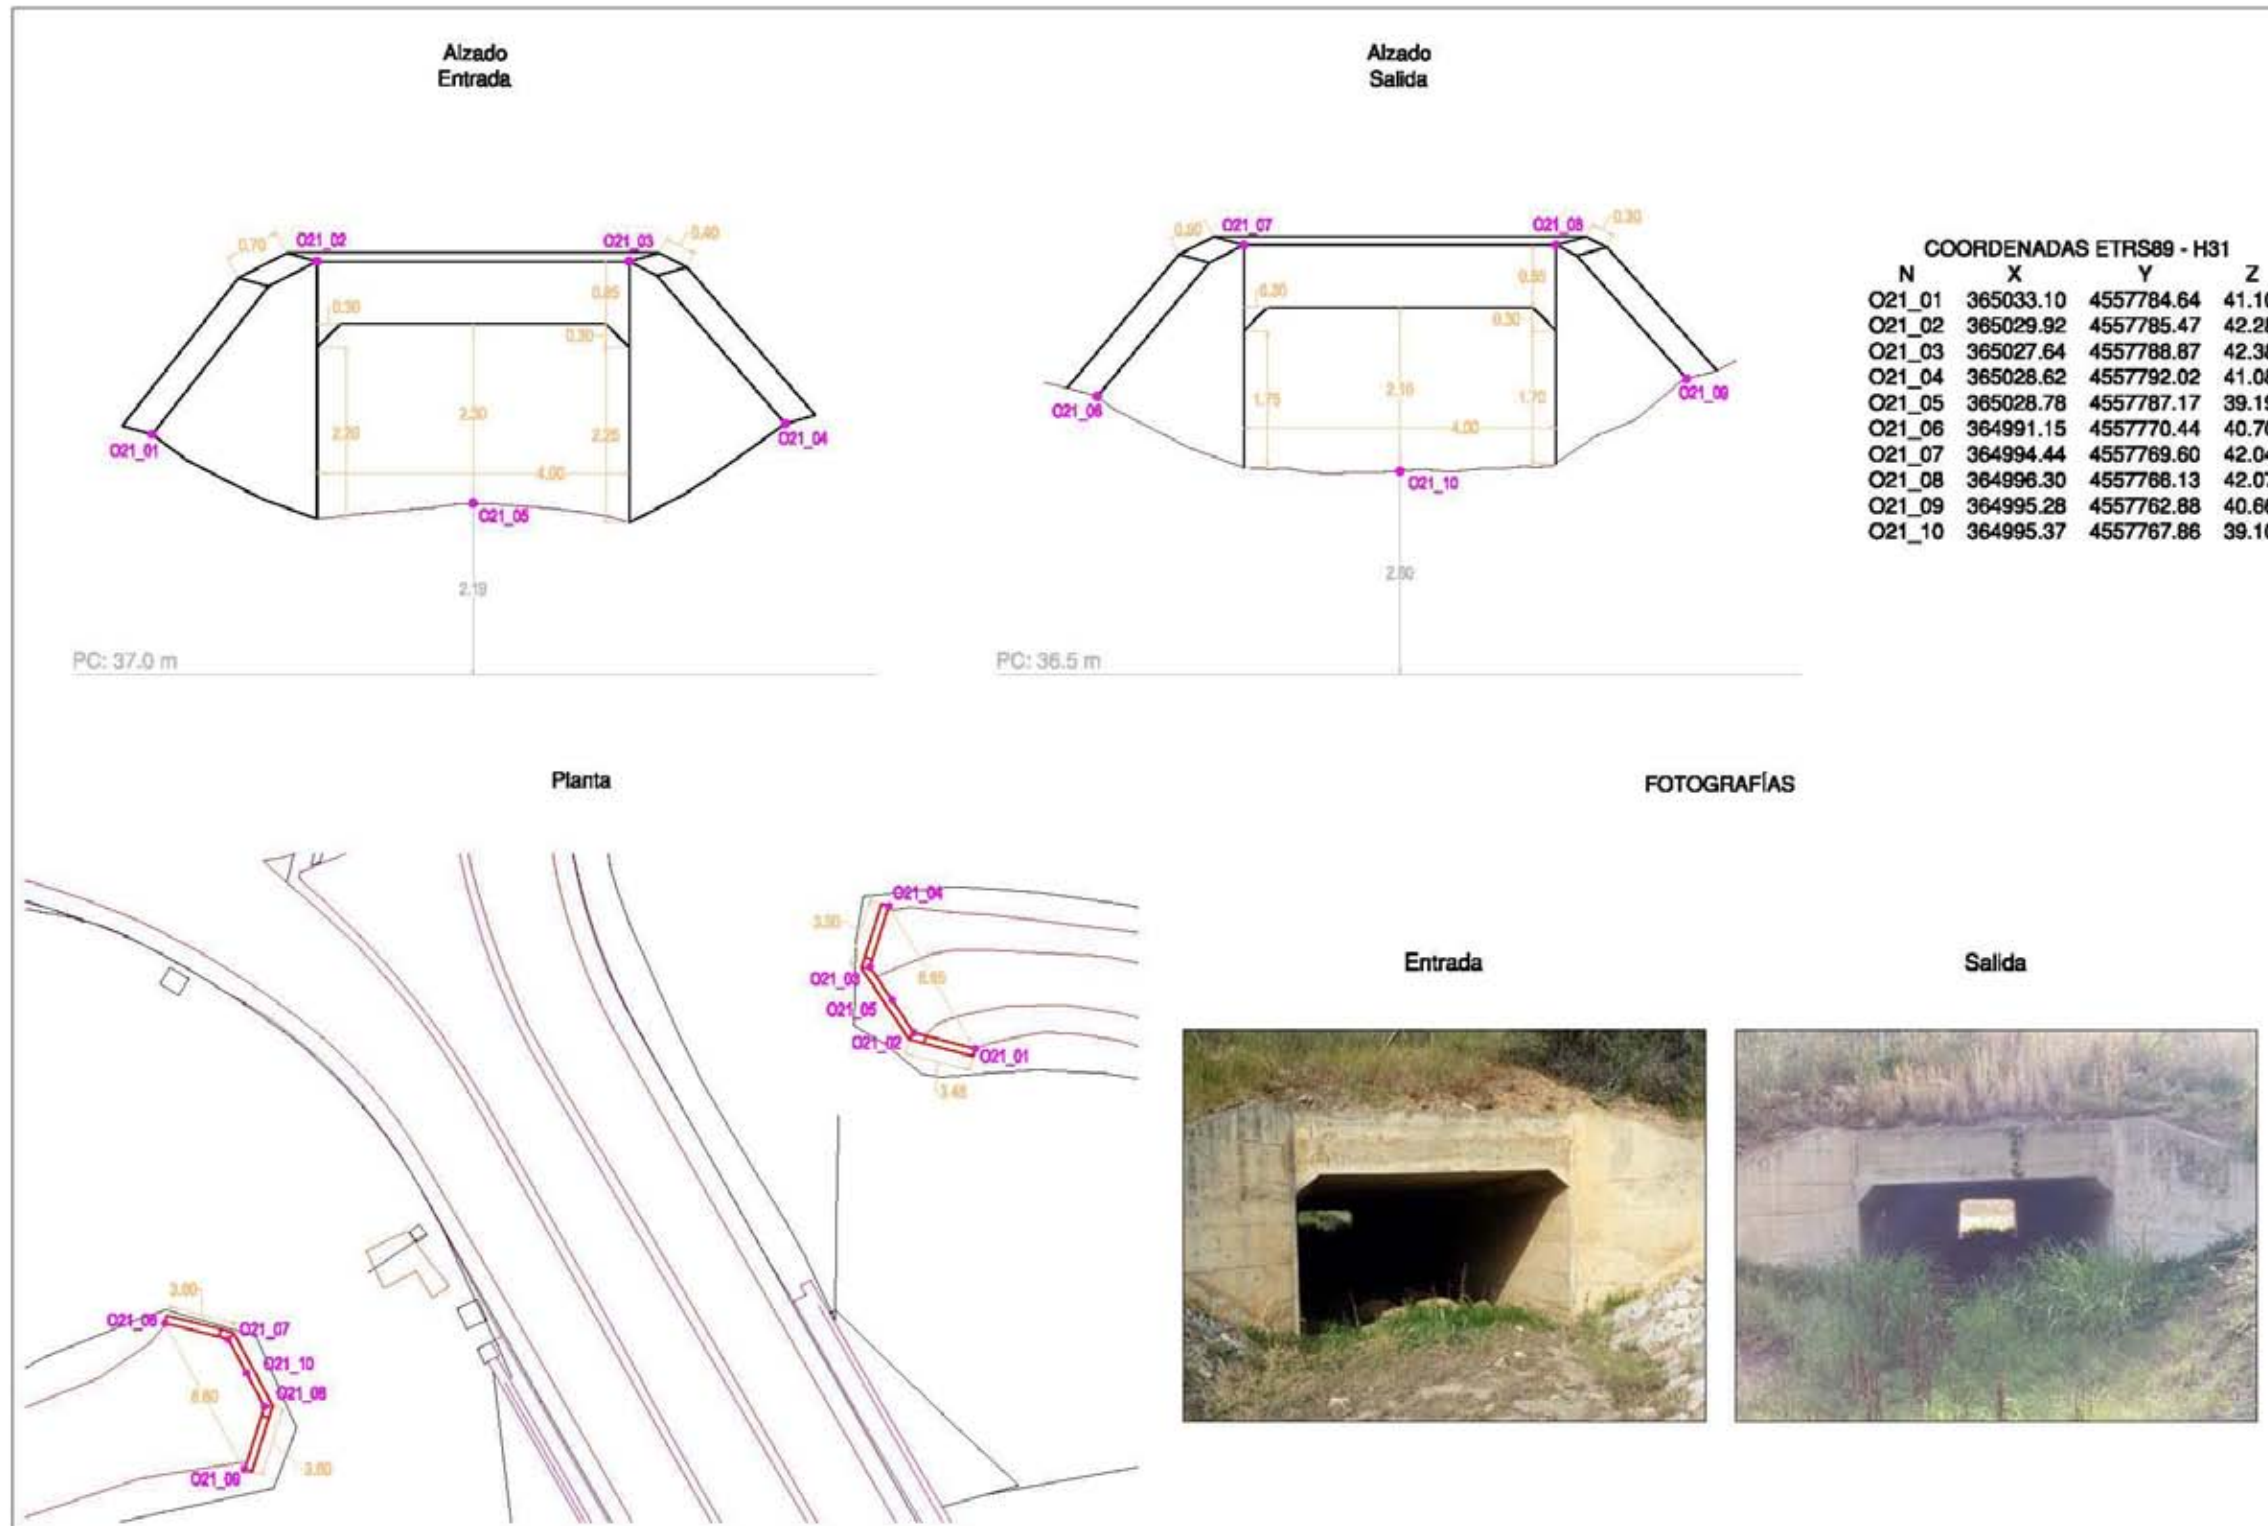 Alzado
Entrada
Alzado
Salida
0.70
O21_02
O21_03
0.40
0.30
0.85
0.30
2.20
2.30
2.25
4.00
O21_01
O21_04
O21_05
2.19
PC: 37.0 m
O21_07
O21_08
0.30
0.30
0.30
1.75
2.10
1.70
4.00
O21_06
O21_09
O21_10
2.60
PC: 36.5 m
COORDENADAS ETRS89 - H31
N X Y Z
O21_01 365033.10 4557784.64
O21_02 365029.92 4557785.47
O21_03 365027.64 4557788.87
O21_04 365028.62 4557792.02
O21_05 365028.78 4557787.17
O21_06 364991.15 4557770.44
O21_07 364994.44 4557769.60
O21_08 364996.30 4557766.13
O21_09 364995.28 4557762.88
O21_10 364995.37 4557767.86
Planta
O21_04
O21_03
O21_05
O21_02
O21_01
3.48
3.00
O21_06
O21_07
O21_10
O21_08
O21_09
FOTOGRAFÍAS
Entrada
Salida